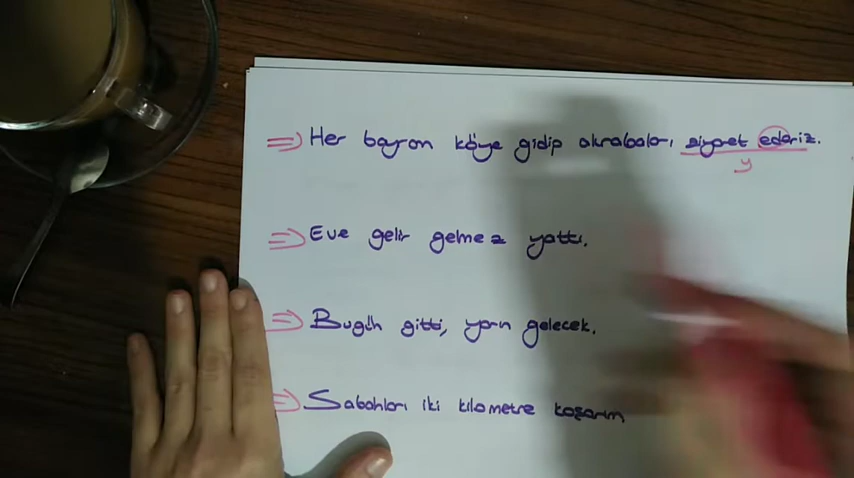 Her bayram köye gidip akrabaları ziyaret ederiz.
y
Eve gelir gelmez yattı.
Bugün gitti, yarın gelecek.
Sabahları iki kilometre koşarım